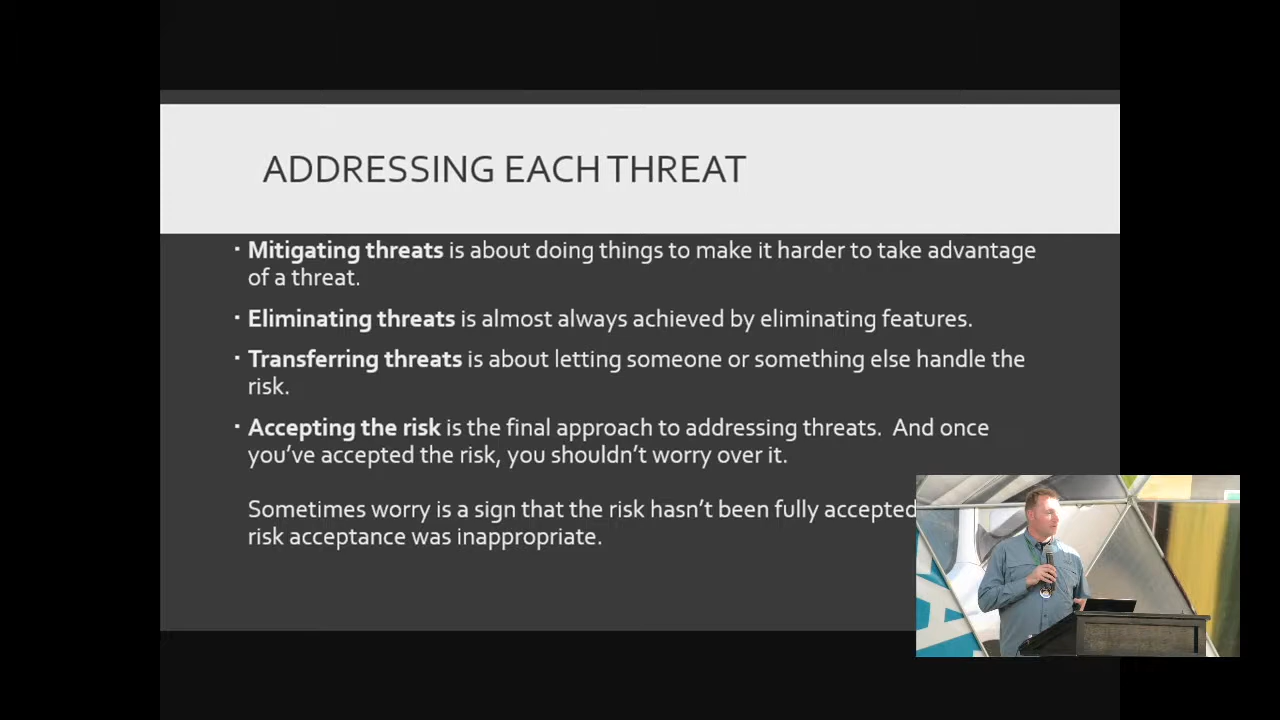 ADDRESSING EACH THREAT
▪ Mitigating threats is about doing things to make it harder to take advantage
of a threat.
▪ Eliminating threats is almost always achieved by eliminating features.
▪ Transferring threats is about letting someone or something else handle the
risk.
▪ Accepting the risk is the final approach to addressing threats.  And once
you’ve accepted the risk, you shouldn’t worry over it.
Sometimes worry is a sign that the risk hasn’t been fully accepted
risk acceptance was inappropriate.
A